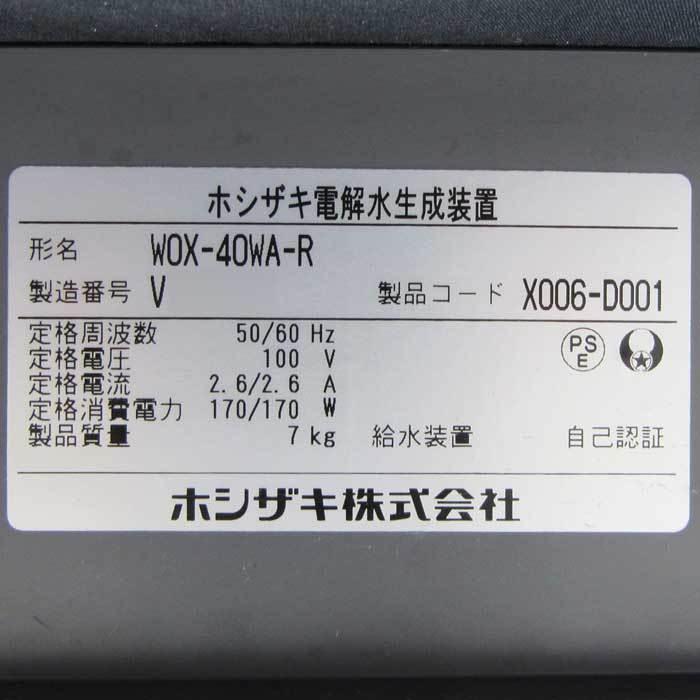 ホシザキ電解水生成装置
形名 WOX-40WA-R
製造番号 V 製品コード X006-D001
定格周波数 50/60 Hz
定格電圧 100 V
定格電流 2.6/2.6 A
定格消費電力 170/170 W
製品質量 7 kg 給水装置 自己認証
PS
E
ホシザキ株式会社